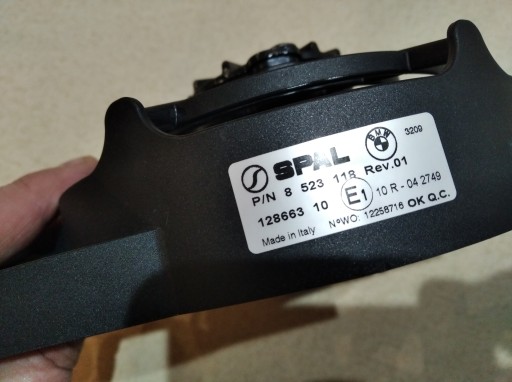 SPAL BMW 3209
P/N 8 523 118 Rev.01
128663 10 E1 10 R - 04 2749
Made in Italy N°WO: 12258716 OK Q.C.